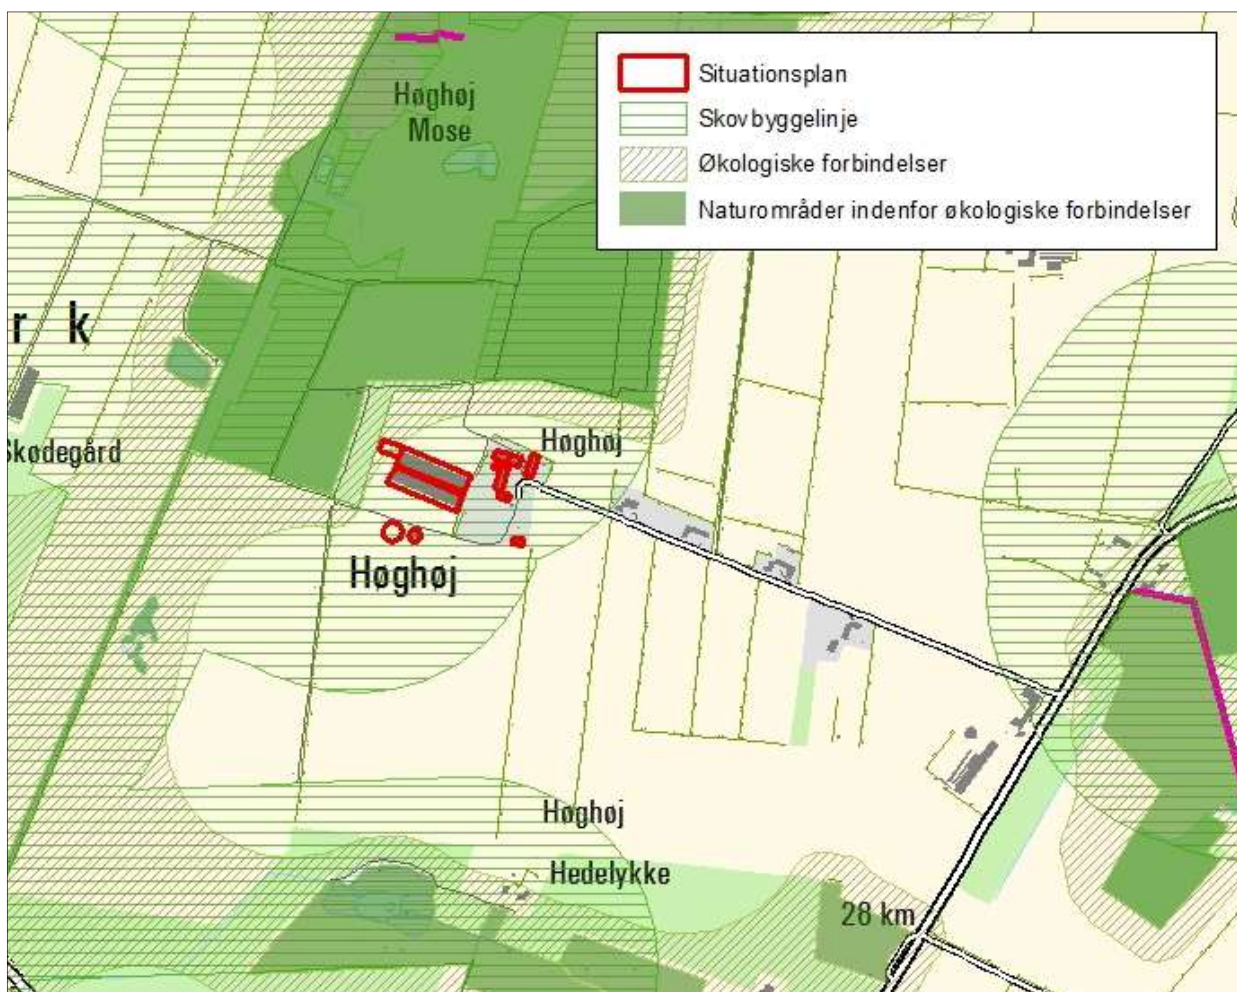 Høghøj
Mose
Situationsplan
Skovbyggelinje
Økologiske forbindelser
Naturområder indenfor økologiske forbindelser
r k
Skødegård
Høghøj
Høghøj
Høghøj
Hedelykke
28 km